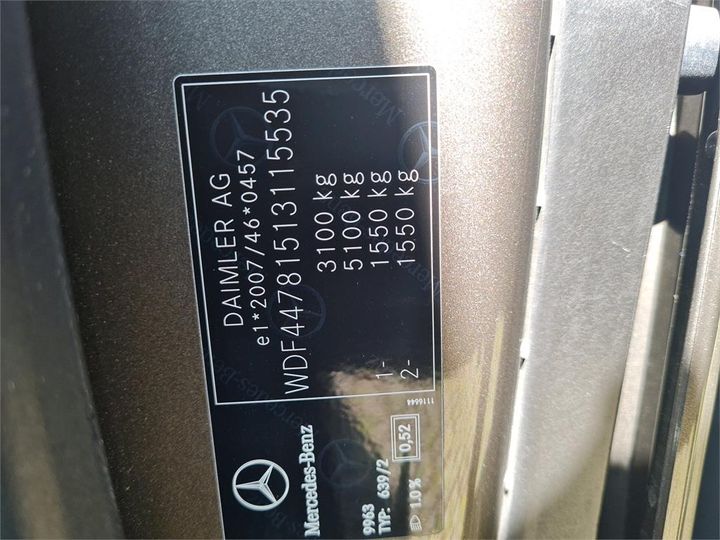 DAIMLER AG
e1*2007/46*0457
WDF44781513115535
3100 kg
5100 kg
1- 1550 kg
2- 1550 kg
1116644
Mercedes-Benz
9963
TYP: 639/2
0,52
1.0%